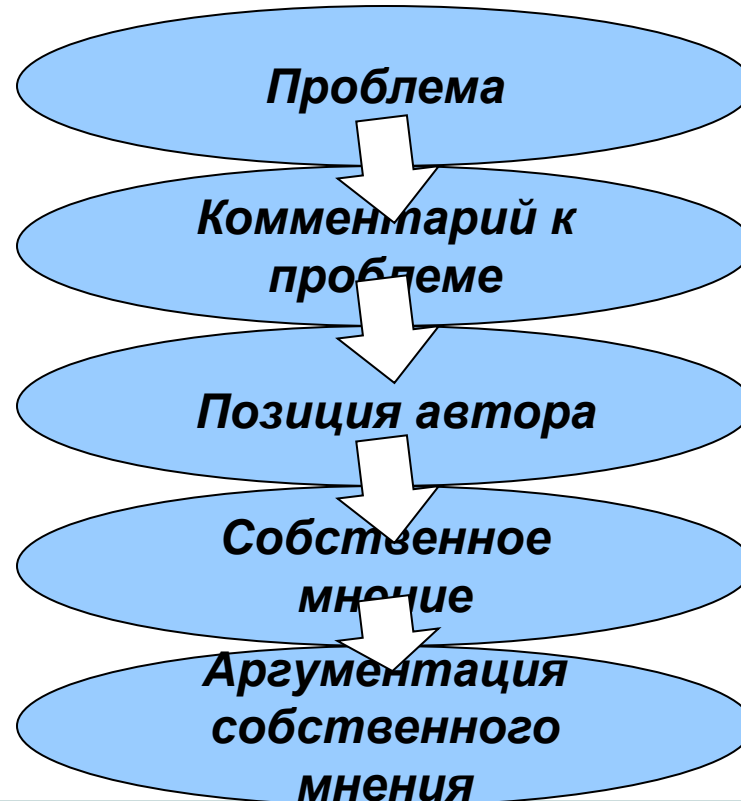 Проблема
Комментарий к
проблеме
Позиция автора
Собственное
мнение
Аргументация
собственного
мнения